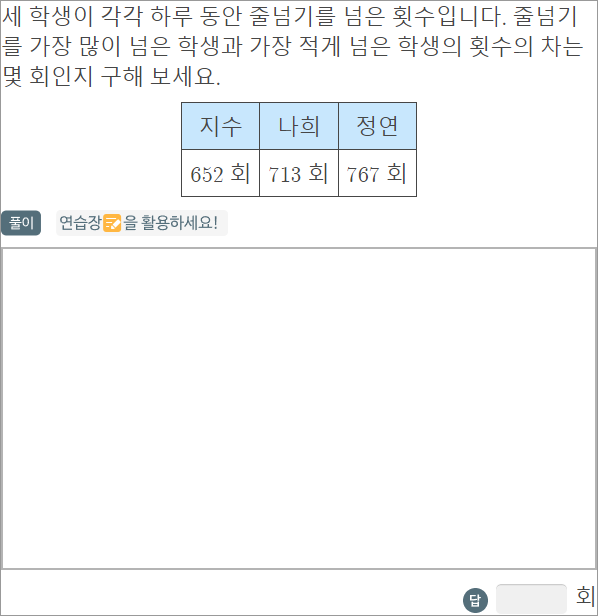 세 학생이 각각 하루 동안 줄넘기를 넘은 횟수입니다. 줄넘기
를 가장 많이 넘은 학생과 가장 적게 넘은 학생의 횟수의 차는
몇 회인지 구해 보세요.
지수 나희 정연
652 회 713 회 767 회
풀이 연습장을 활용하세요!
답 회